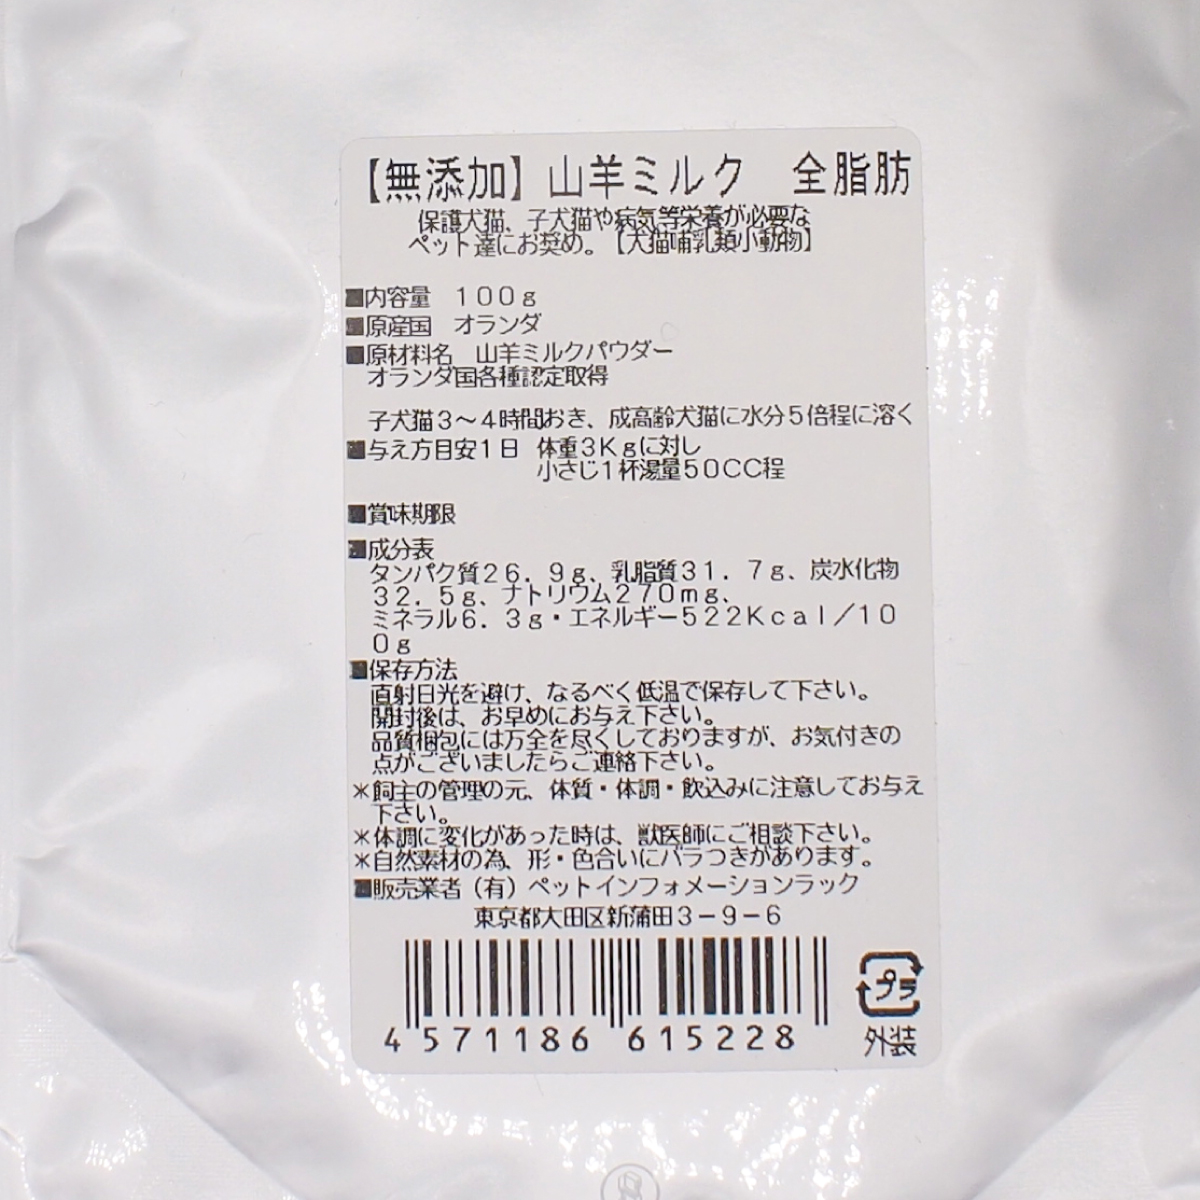 【無添加】山羊ミルク　全脂肪
保護犬猫、子犬猫や病気等栄養が必要な
ペット達にお奨め。【犬猫哺乳類小動物】
■内容量　１００ｇ
■原産国　オランダ
■原材料名　山羊ミルクパウダー
オランダ国各種認定取得
子犬猫３～４時間おき、成高齢犬猫に水分５倍程に溶く
■与え方目安１日　体重３Ｋｇに対し
小さじ１杯湯量５０ＣＣ程
■賞味期限
■成分表
タンパク質２６．９ｇ、乳脂質３１．７ｇ、炭水化物
３２．５ｇ、ナトリウム２７０ｍｇ、
ミネラル６．３ｇ・エネルギー５２２Ｋｃａｌ／１０
０ｇ
■保存方法
直射日光を避け、なるべく低温で保存して下さい。
開封後は、お早めにお与え下さい。
品質梱包には万全を尽くしておりますが、お気付きの
点がございましたらご連絡下さい。
＊飼主の管理の元、体質・体調・飲込みに注意してお与え
下さい。
＊体調に変化があった時は、獣医師にご相談下さい。
＊自然素材の為、形・色合いにバラつきがあります。
■販売業者（有）ペットインフォメーションラック
東京都大田区新蒲田３－９－６
4 571186 615228
プラ
外装